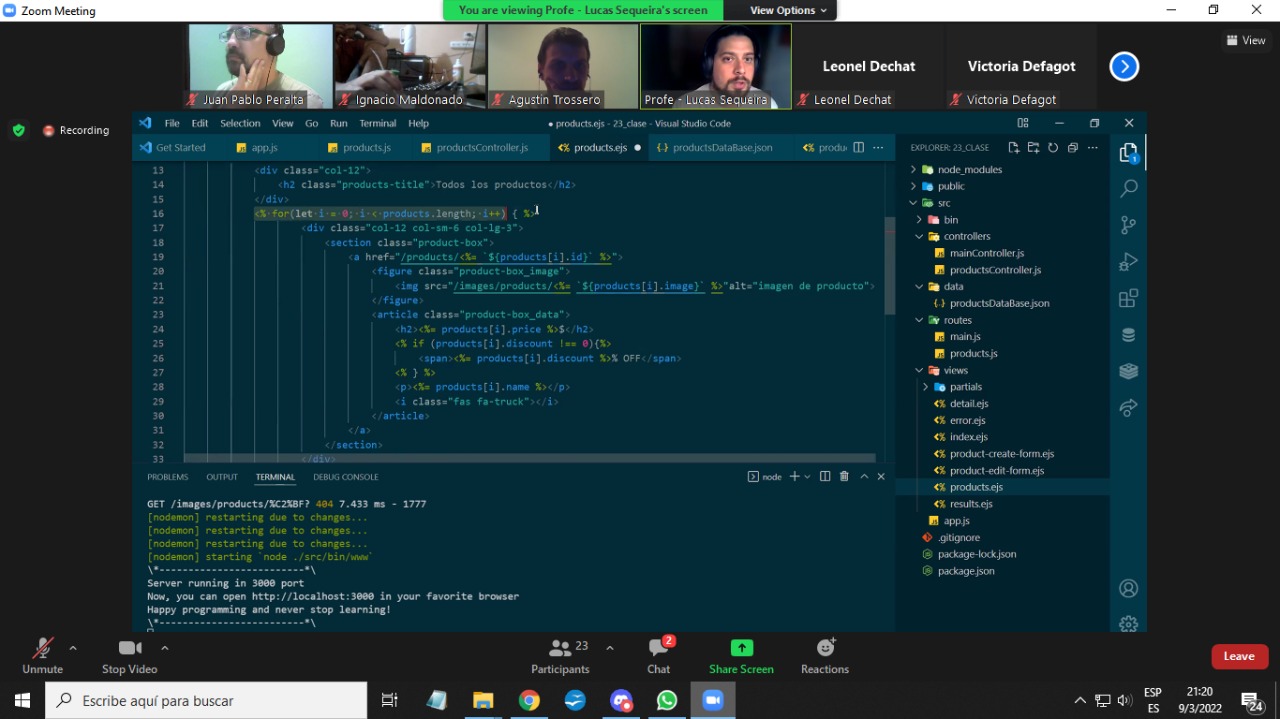 Zoom Meeting
You are viewing Profe - Lucas Sequeira's screen
View Options
View
Juan Pablo Peralta
Ignacio Maldonado
Agustin Trossero
Profe - Lucas Sequeira
Leonel Dechat
Leonel Dechat
Victoria Defagot
Victoria Defagot
Recording
File Edit Selection View Go Run Terminal Help
● products.ejs - 23_clase - Visual Studio Code
Get Started
app.js
products.js
productsController.js
products.ejs ●
productsDataBase.json
produ
13 <div class="col-12">
14 <h2 class="products-title">Todos los productos</h2>
15 </div>
16 <% for(let i = 0; i < products.length; i++) { %>
17 <div class="col-12 col-sm-6 col-lg-3">
18 <section class="product-box">
19 <a href="/products/<%= `${products[i].id}` %>">
20 <figure class="product-box_image">
21 <img src="/images/products/<%= `${products[i].image}` %>"alt="imagen de producto">
22 </figure>
23 <article class="product-box_data">
24 <h2><%= products[i].price %>$</h2>
25 <% if (products[i].discount !== 0){%>
26 <span><%= products[i].discount %>% OFF</span>
27 <% } %>
28 <p><%= products[i].name %></p>
29 <i class="fas fa-truck"></i>
30 </article>
31 </a>
32 </section>
33 </div>
PROBLEMS OUTPUT TERMINAL DEBUG CONSOLE
node
GET /images/products/%C2%BF? 404 7.433 ms - 1777
[nodemon] restarting due to changes...
[nodemon] restarting due to changes...
[nodemon] restarting due to changes...
[nodemon] starting `node ./src/bin/www`
\*-------------------------*\
Server running in 3000 port
Now, you can open http://localhost:3000 in your favorite browser
Happy programming and never stop learning!
\*-------------------------*\
EXPLORER: 23_CLASE
node_modules
public
src
bin
controllers
mainController.js
productsController.js
data
productsDataBase.json
routes
main.js
products.js
views
partials
detail.ejs
error.ejs
index.ejs
product-create-form.ejs
product-edit-form.ejs
products.ejs
results.ejs
app.js
.gitignore
package-lock.json
package.json
1
Unmute
Stop Video
23
Participants
2
Chat
Share Screen
Reactions
Leave
Escribe aquí para buscar
ESP
ES
21:20
9/3/2022
24